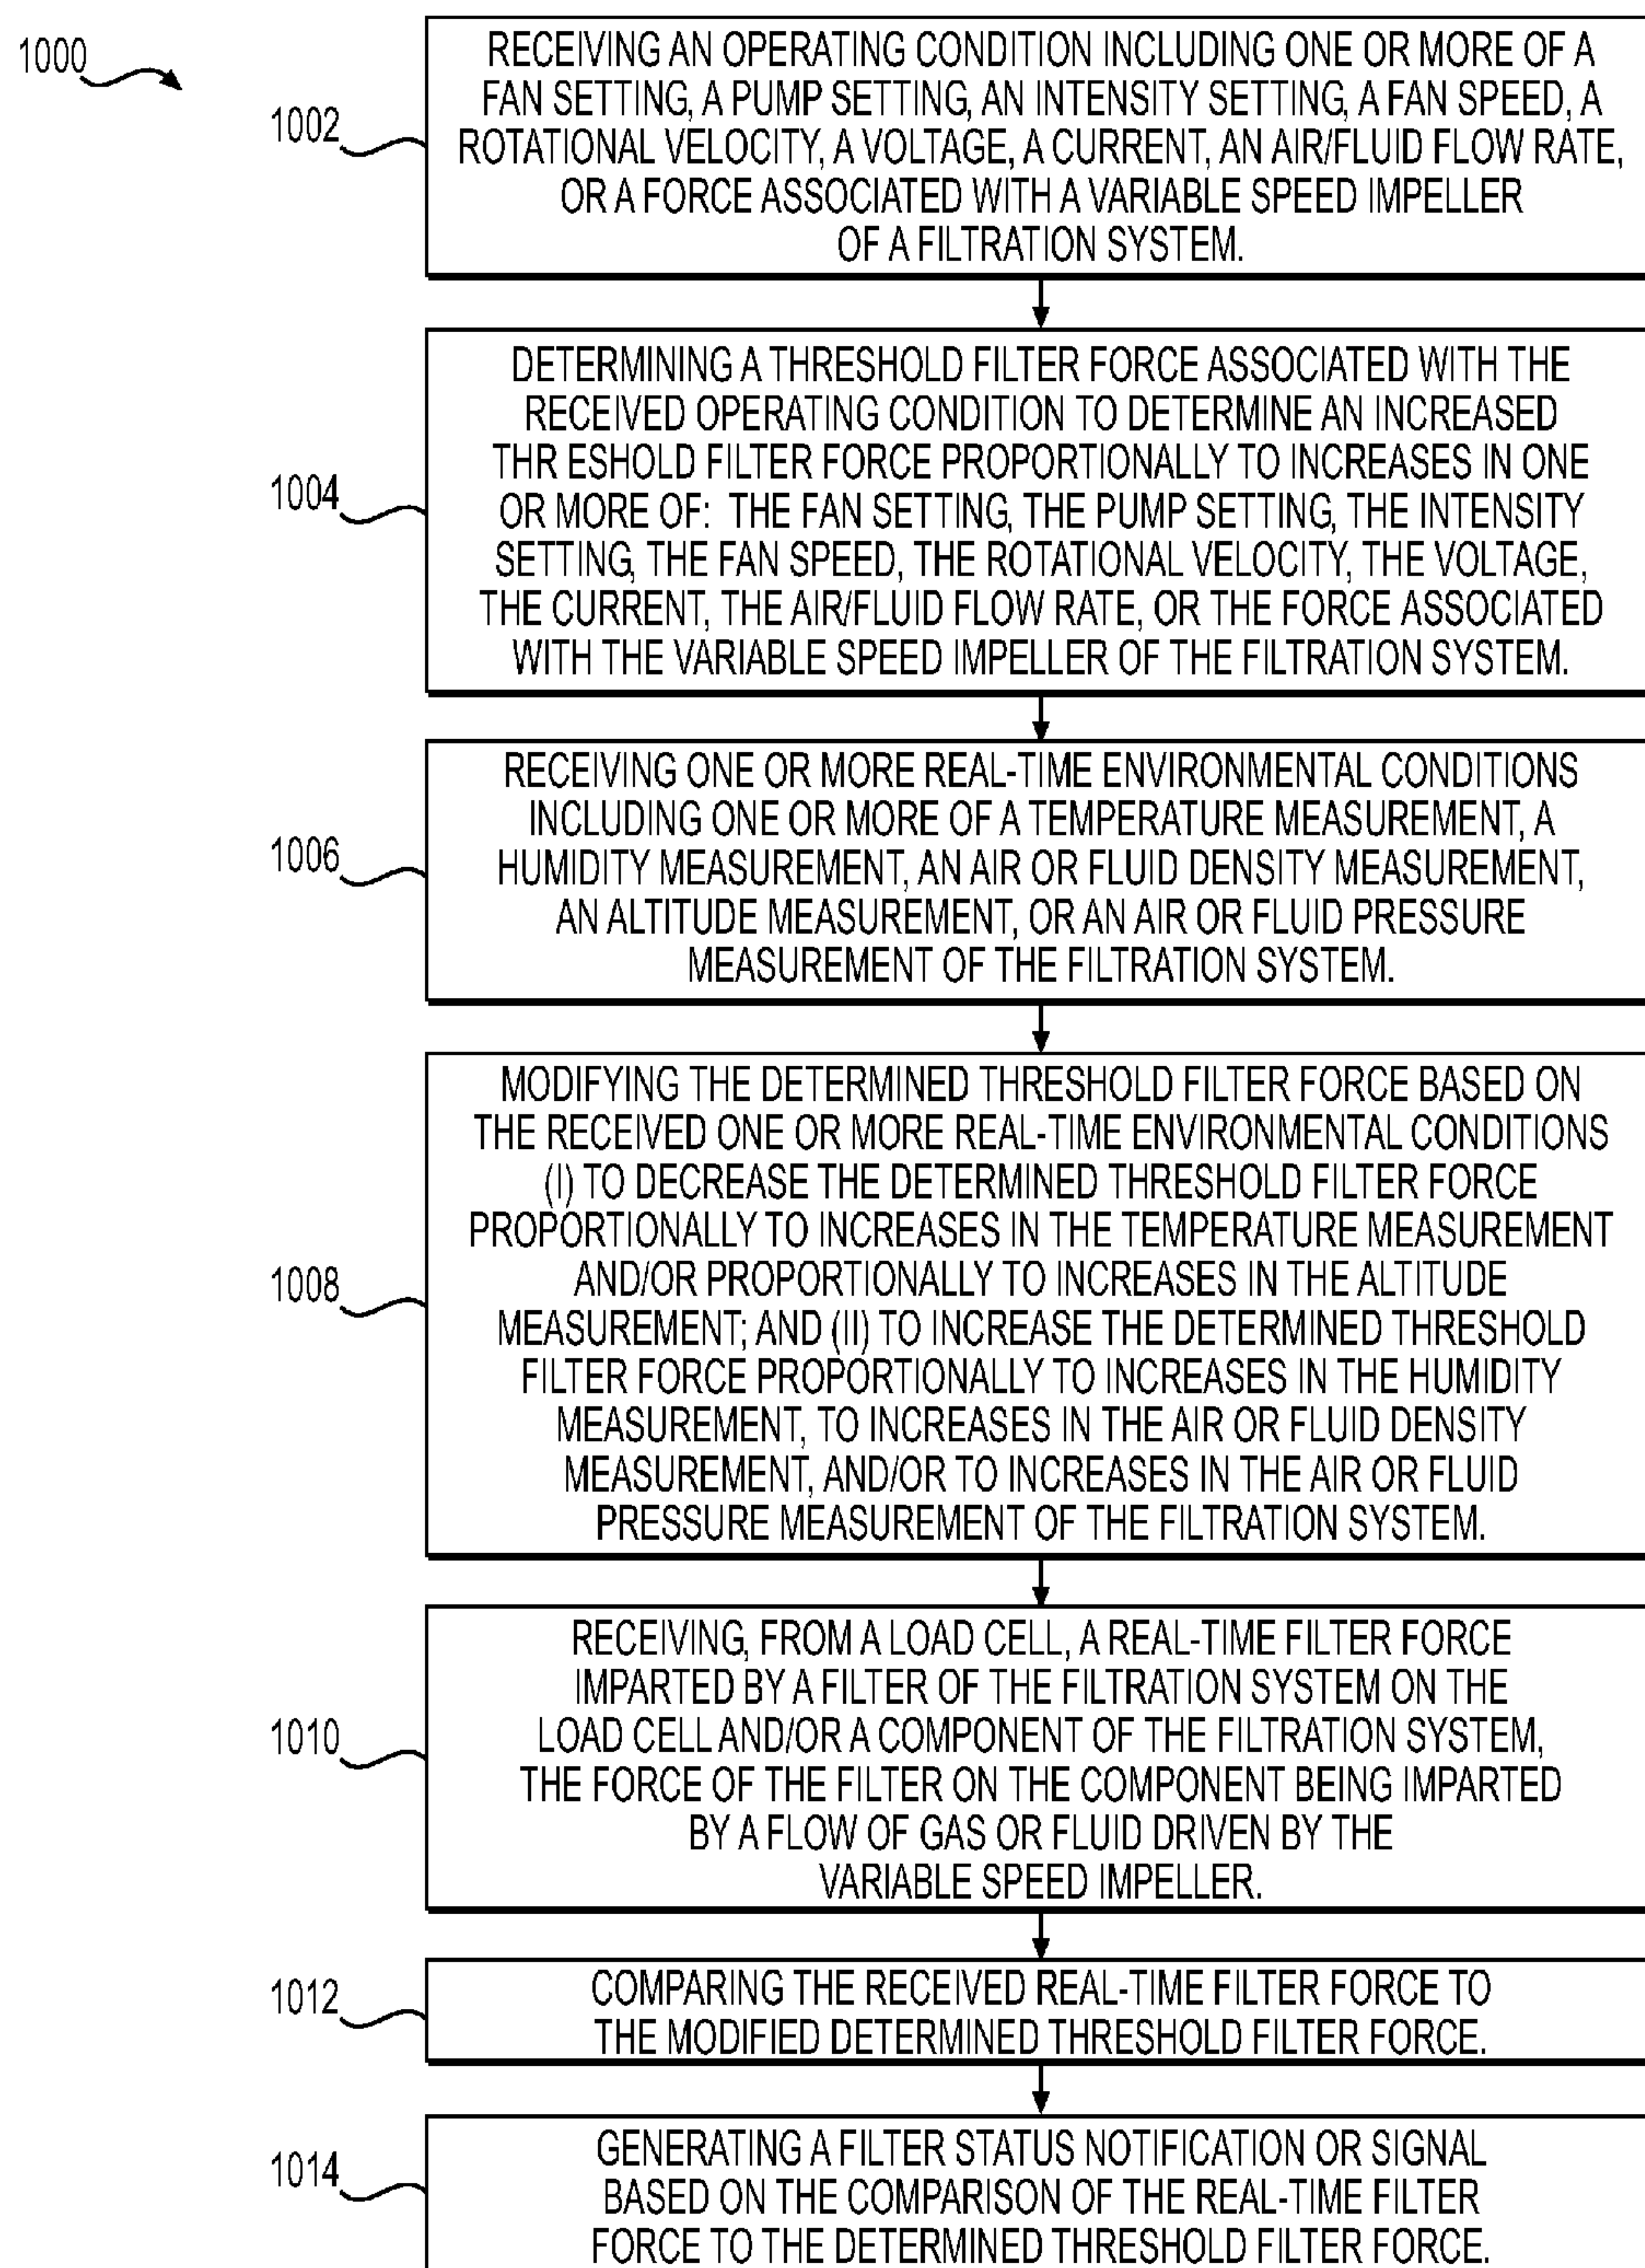 1000
1002
RECEIVING AN OPERATING CONDITION INCLUDING ONE OR MORE OF A
FAN SETTING, A PUMP SETTING, AN INTENSITY SETTING, A FAN SPEED, A
ROTATIONAL VELOCITY, A VOLTAGE, A CURRENT, AN AIR/FLUID FLOW RATE,
OR A FORCE ASSOCIATED WITH A VARIABLE SPEED IMPELLER
OF A FILTRATION SYSTEM.
1004
DETERMINING A THRESHOLD FILTER FORCE ASSOCIATED WITH THE
RECEIVED OPERATING CONDITION TO DETERMINE AN INCREASED
THR ESHOLD FILTER FORCE PROPORTIONALLY TO INCREASES IN ONE
OR MORE OF: THE FAN SETTING, THE PUMP SETTING, THE INTENSITY
SETTING, THE FAN SPEED, THE ROTATIONAL VELOCITY, THE VOLTAGE,
THE CURRENT, THE AIR/FLUID FLOW RATE, OR THE FORCE ASSOCIATED
WITH THE VARIABLE SPEED IMPELLER OF THE FILTRATION SYSTEM.
1006
RECEIVING ONE OR MORE REAL-TIME ENVIRONMENTAL CONDITIONS
INCLUDING ONE OR MORE OF A TEMPERATURE MEASUREMENT, A
HUMIDITY MEASUREMENT, AN AIR OR FLUID DENSITY MEASUREMENT,
AN ALTITUDE MEASUREMENT, OR AN AIR OR FLUID PRESSURE
MEASUREMENT OF THE FILTRATION SYSTEM.
1008
MODIFYING THE DETERMINED THRESHOLD FILTER FORCE BASED ON
THE RECEIVED ONE OR MORE REAL-TIME ENVIRONMENTAL CONDITIONS
(I) TO DECREASE THE DETERMINED THRESHOLD FILTER FORCE
PROPORTIONALLY TO INCREASES IN THE TEMPERATURE MEASUREMENT
AND/OR PROPORTIONALLY TO INCREASES IN THE ALTITUDE
MEASUREMENT; AND (II) TO INCREASE THE DETERMINED THRESHOLD
FILTER FORCE PROPORTIONALLY TO INCREASES IN THE HUMIDITY
MEASUREMENT, TO INCREASES IN THE AIR OR FLUID DENSITY
MEASUREMENT, AND/OR TO INCREASES IN THE AIR OR FLUID
PRESSURE MEASUREMENT OF THE FILTRATION SYSTEM.
1010
RECEIVING, FROM A LOAD CELL, A REAL-TIME FILTER FORCE
IMPARTED BY A FILTER OF THE FILTRATION SYSTEM ON THE
LOAD CELL AND/OR A COMPONENT OF THE FILTRATION SYSTEM,
THE FORCE OF THE FILTER ON THE COMPONENT BEING IMPARTED
BY A FLOW OF GAS OR FLUID DRIVEN BY THE
VARIABLE SPEED IMPELLER.
1012
COMPARING THE RECEIVED REAL-TIME FILTER FORCE TO
THE MODIFIED DETERMINED THRESHOLD FILTER FORCE.
1014
GENERATING A FILTER STATUS NOTIFICATION OR SIGNAL
BASED ON THE COMPARISON OF THE REAL-TIME FILTER
FORCE TO THE DETERMINED THRESHOLD FILTER FORCE.